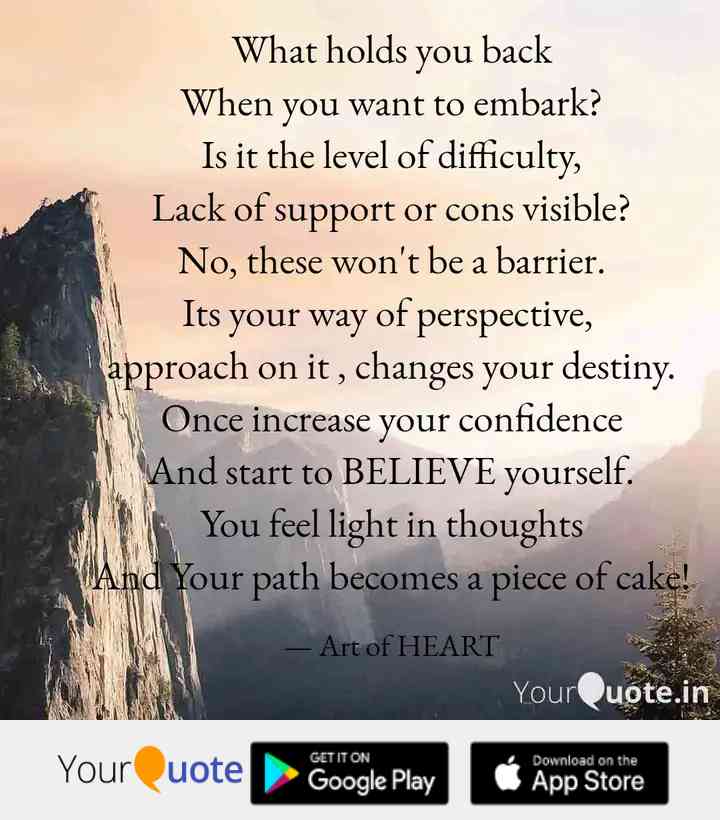 What holds you back
When you want to embark?
Is it the level of difficulty,
Lack of support or cons visible?
No, these won't be a barrier.
Its your way of perspective,
approach on it , changes your destiny.
Once increase your confidence
And start to BELIEVE yourself.
You feel light in thoughts
And Your path becomes a piece of cake!
— Art of HEART
YourQuote.in
YourQuote
GET IT ON
Google Play
Download on the
App Store